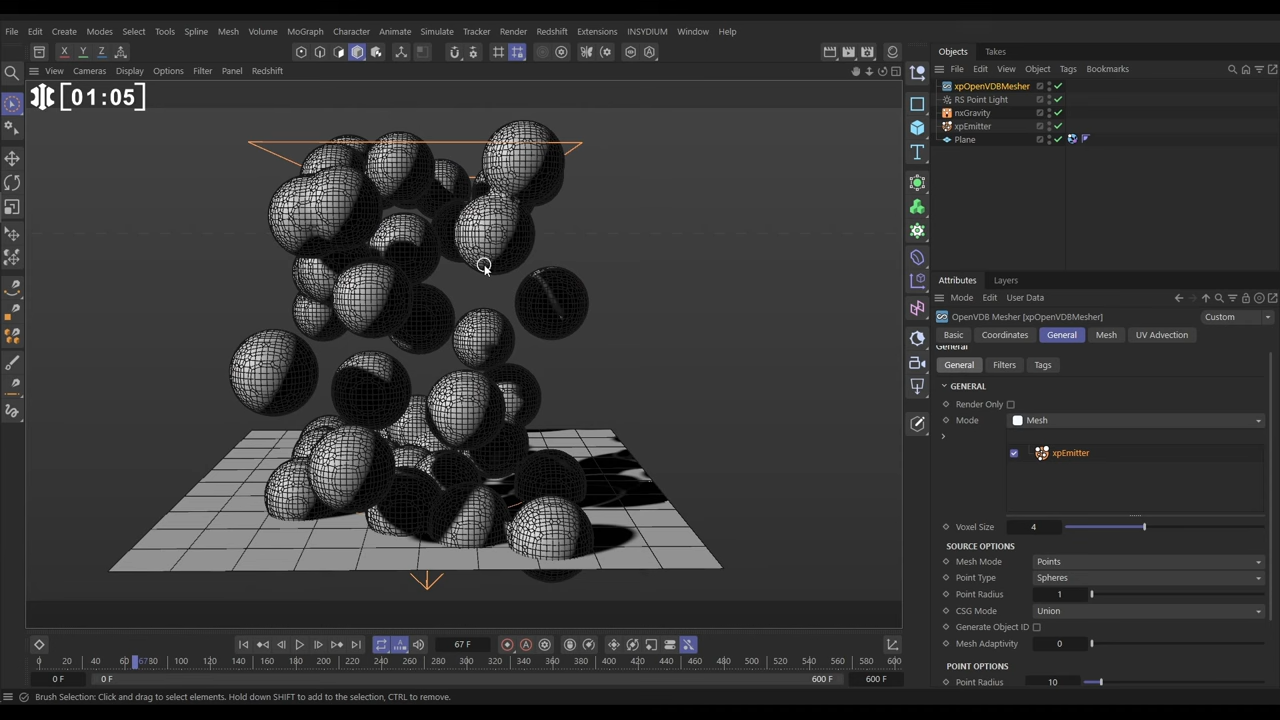 File Edit Create Modes Select Tools Spline Mesh Volume MoGraph Character Animate Simulate Tracker Render Redshift Extensions INSYDIUM Window Help
X Y Z
View Cameras Display Options Filter Panel Redshift
[01:05]
Objects Takes
File Edit View Object Tags Bookmarks
xpOpenVDBMesher
RS Point Light
nxGravity
xpEmitter
Plane
Attributes Layers
Mode Edit User Data
OpenVDB Mesher [xpOpenVDBMesher] Custom
Basic Coordinates General Mesh UV Advection
General
General Filters Tags
GENERAL
Render Only
Mode Mesh
xpEmitter
Voxel Size 4
SOURCE OPTIONS
Mesh Mode Points
Point Type Spheres
Point Radius 1
CSG Mode Union
Generate Object ID
Mesh Adaptivity 0
POINT OPTIONS
Point Radius 10
67 F
0 20 40 60 6780 100 120 140 160 180 200 220 240 260 280 300 320 340 360 380 400 420 440 460 480 500 520 540 560 580 600
0 F 0 F 600 F 600 F
Brush Selection: Click and drag to select elements. Hold down SHIFT to add to the selection, CTRL to remove.